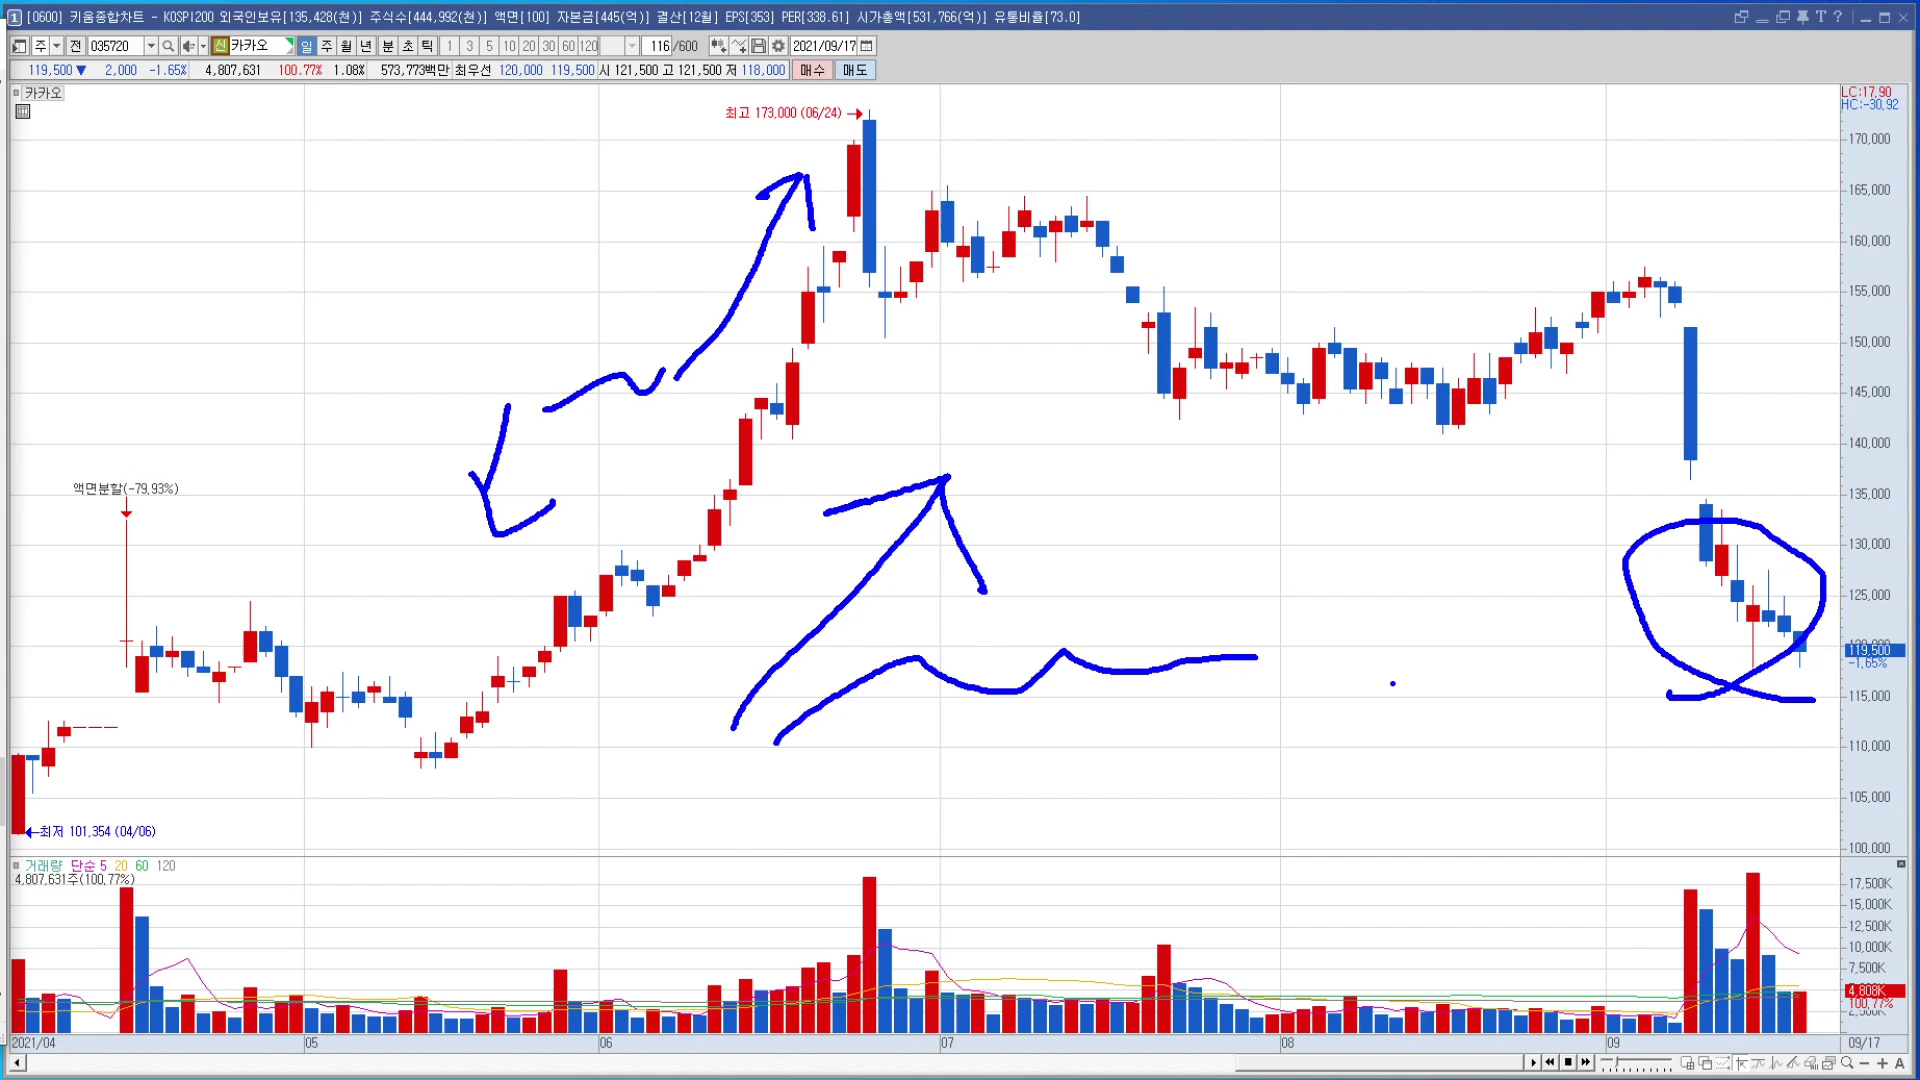 1 [0600] 키움종합차트 - KOSPI200 외국인보유[135,428(천)] 주식수[444,992(천)] 액면[100] 자본금[445(억)] 결산[12월] EPS[353] PER[338.61] 시가총액[531,766(억)] 유통비율[73.0]
주 전 035720 신 카카오 일 주 월 년 분 초 틱 1 3 5 10 20 30 60 120 116 /600 2021/09/17
119,500 ▼ 2,000 -1.65% 4,807,631 100.77% 1.08% 573,773백만 최우선 120,000 119,500 시 121,500 고 121,500 저 118,000 매수 매도
카카오
LC:17.90
HC:-30.92
최고 173,000 (06/24)
170,000
165,000
160,000
155,000
150,000
145,000
140,000
액면분할(-79.93%)
135,000
130,000
125,000
120,000
119,500
-1.65%
115,000
110,000
105,000
최저 101,354 (04/06)
100,000
거래량 단순 5 20 60 120
4,807,631주(100.77%)
17,500K
15,000K
12,500K
10,000K
7,500K
4,808K
100.77%
2,500K
2021/04 05 06 07 08 09 09/17
A